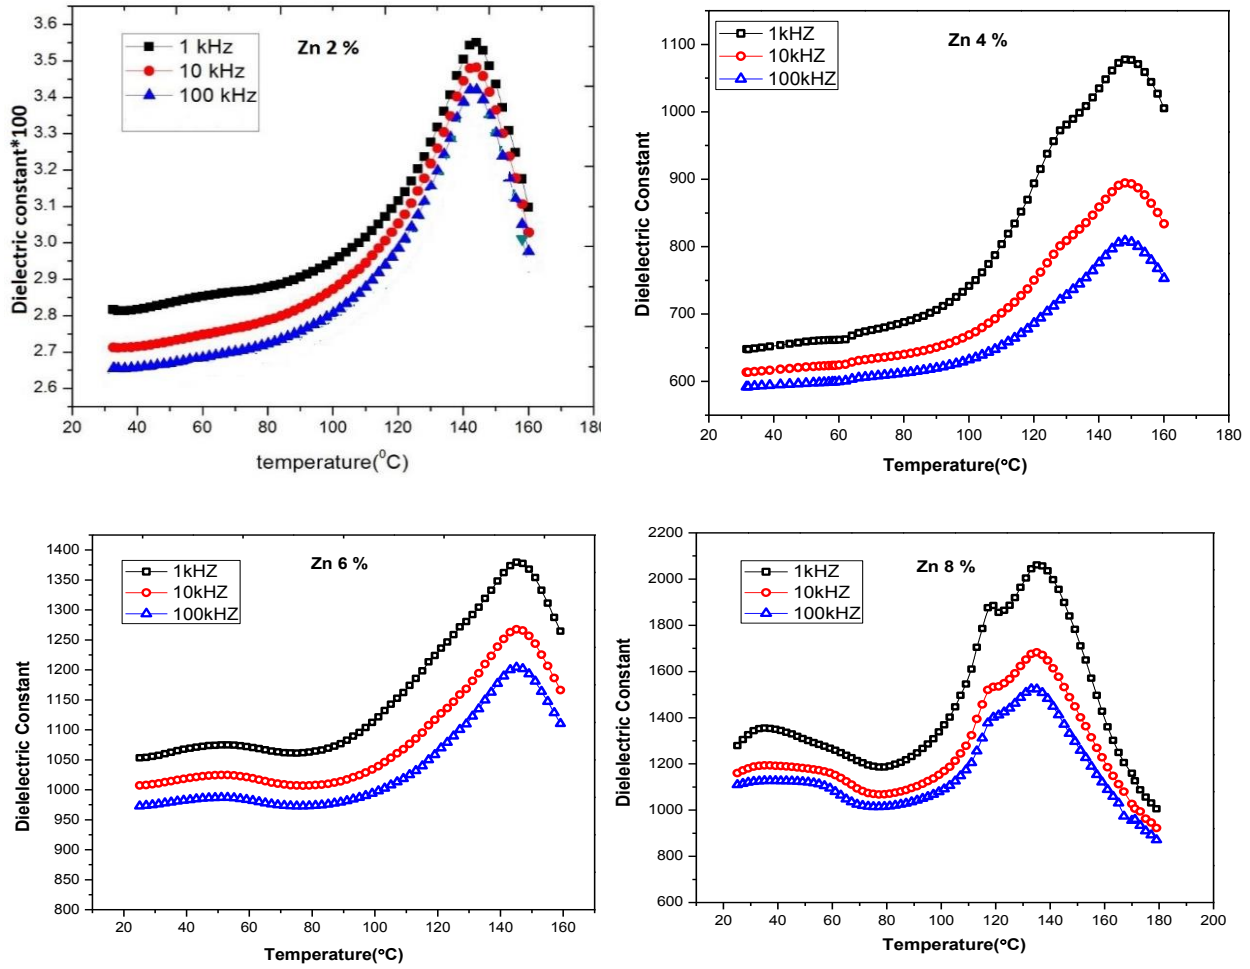 Zn 2 %
1 kHz
10 kHz
100 kHz
Dielectric constant*100
3.6
3.5
3.4
3.3
3.2
3.1
3.0
2.9
2.8
2.7
2.6
20 40 60 80 100 120 140 160 180
temperature(⁰C)
Zn 4 %
1kHZ
10kHZ
100kHZ
Dielelectric Constant
1100
1000
900
800
700
600
20 40 60 80 100 120 140 160 180
Temperature(°C)
Zn 6 %
1kHZ
10kHZ
100kHZ
Dielelectric Constant
1400
1350
1300
1250
1200
1150
1100
1050
1000
950
900
850
800
20 40 60 80 100 120 140 160
Temperature(°C)
Zn 8 %
1kHZ
10kHZ
100kHZ
Dielelectric Constant
2200
2000
1800
1600
1400
1200
1000
800
600
20 40 60 80 100 120 140 160 180 200
Temperature(°C)